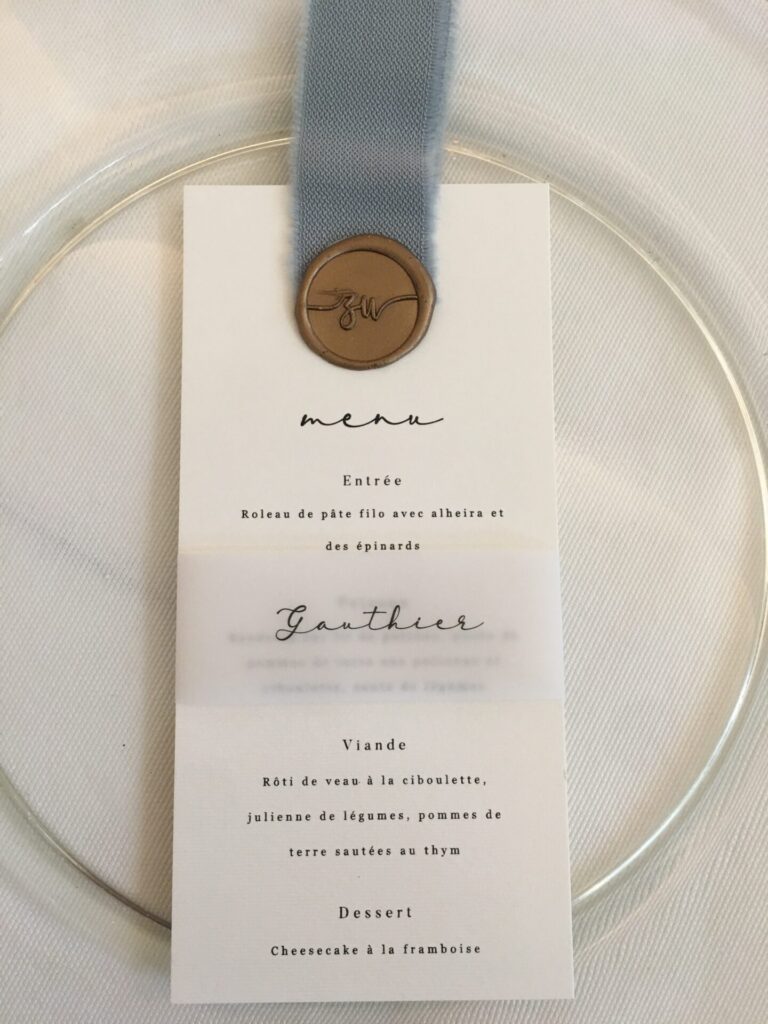 menu
Entrée
Roleau de pâte filo avec alheira et
des épinards
Gauthier
Viande
Rôti de veau à la ciboulette,
julienne de légumes, pommes de
terre sautées au thym
Dessert
Cheesecake à la framboise